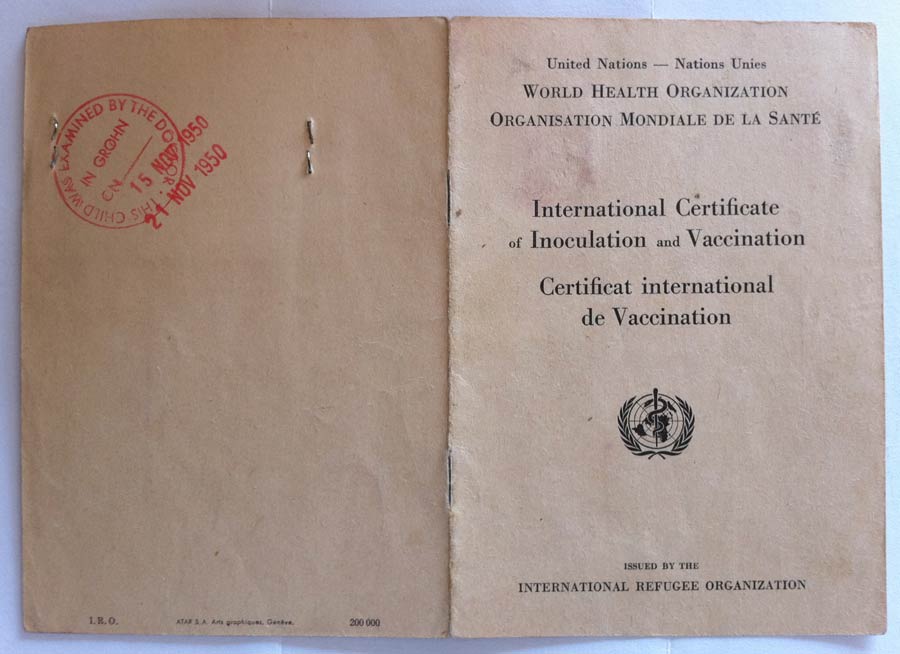 THIS CHILD WAS EXAMINED BY THE DOCTOR.
IN GROHN
ON
15 NOV 1950
21 NOV 1950
I.R.O.
ATAR S.A. Arts graphiques, Genève.
200 000
United Nations — Nations Unies
WORLD HEALTH ORGANIZATION
ORGANISATION MONDIALE DE LA SANTÉ
International Certificate
of Inoculation and Vaccination
Certificat international
de Vaccination
ISSUED BY THE
INTERNATIONAL REFUGEE ORGANIZATION